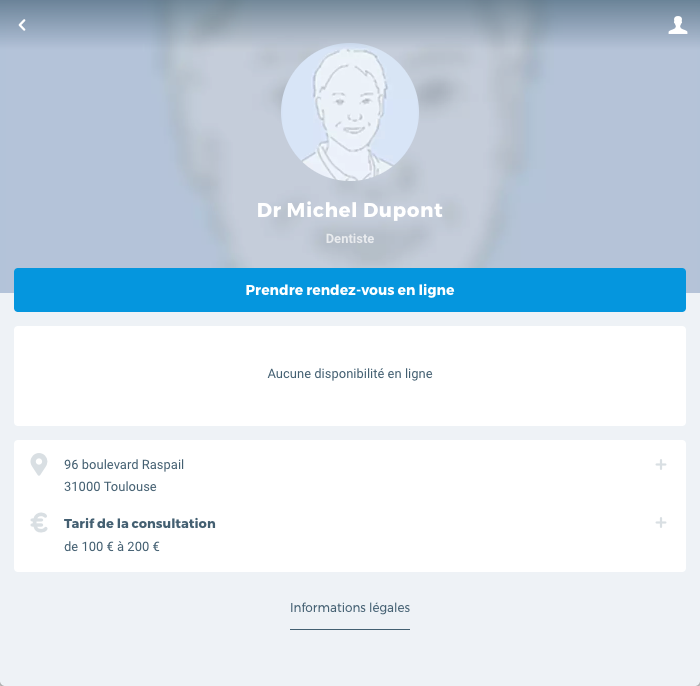 Dr Michel Dupont
Dentiste
Prendre rendez-vous en ligne
Aucune disponibilité en ligne
96 boulevard Raspail
31000 Toulouse
Tarif de la consultation
de 100 € à 200 €
Informations légales